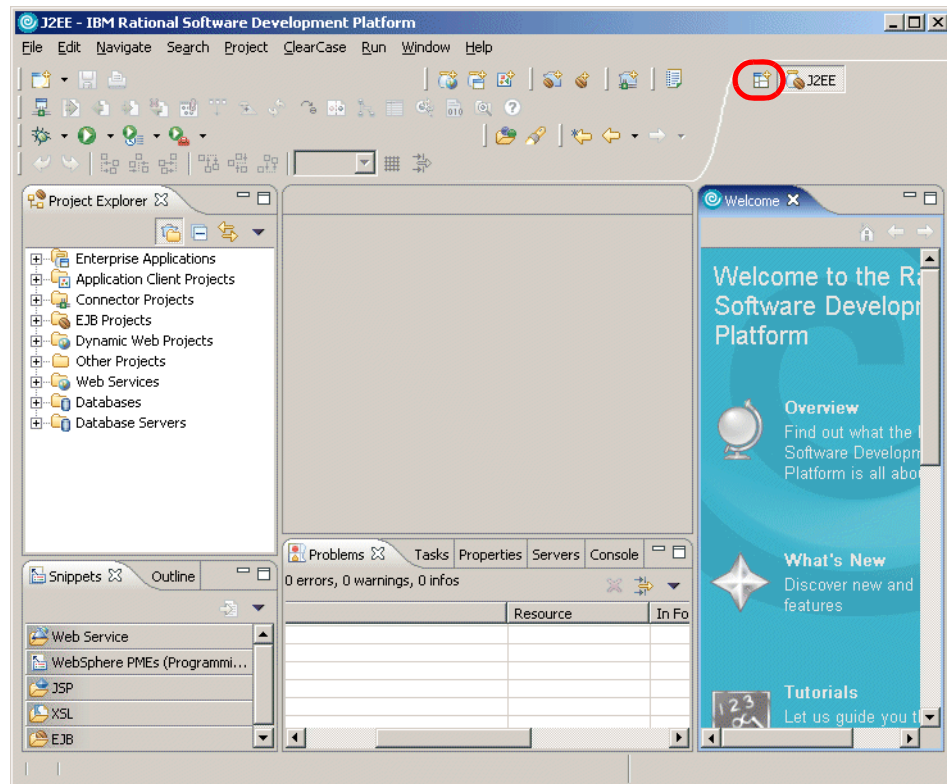 J2EE - IBM Rational Software Development Platform
File Edit Navigate Search Project ClearCase Run Window Help
J2EE
010
Project Explorer
Enterprise Applications
Application Client Projects
Connector Projects
EJB Projects
Dynamic Web Projects
Other Projects
Web Services
Databases
Database Servers
Snippets Outline
Web Service
WebSphere PMEs (Programmi...
JSP
XSL
EJB
Problems Tasks Properties Servers Console
0 errors, 0 warnings, 0 infos
Resource In Fo
Welcome
Welcome to the Ra
Software Developm
Platform
Overview
Find out what the
Software Developm
Platform is all abou
What's New
Discover new and
features
123
Tutorials
Let us guide you t